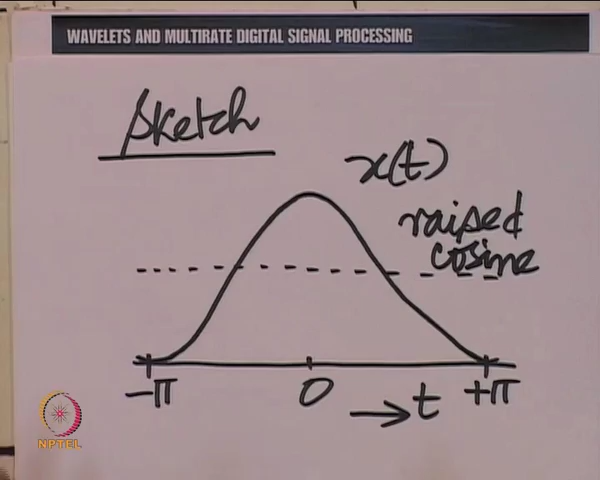 WAVELETS AND MULTIRATE DIGITAL SIGNAL PROCESSING
Sketch
x(t)
raised
cosine
-π 0 → t +π
NPTEL